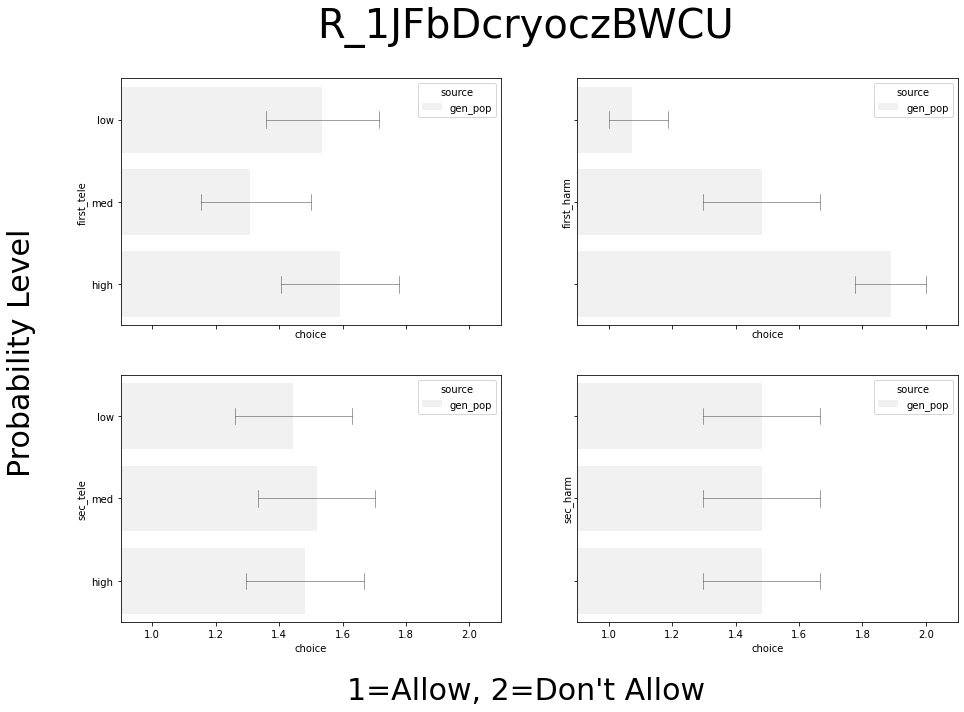 R_1JFbDcryoczBWCU
source
gen_pop
low
med
high
first_tele
choice
source
gen_pop
first_harm
choice
Probability Level
source
gen_pop
low
med
high
sec_tele
1.0 1.2 1.4 1.6 1.8 2.0
choice
source
gen_pop
sec_harm
1.0 1.2 1.4 1.6 1.8 2.0
choice
1=Allow, 2=Don't Allow